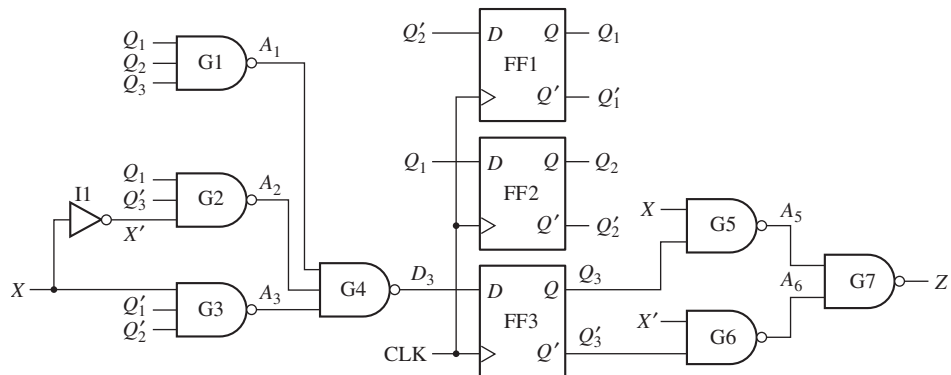 Q₁
Q₂
Q₃
G1
A₁
Q₁
Q₃′
G2
A₂
I1
X′
X
Q₁′
Q₂′
G3
A₃
G4
D₃
CLK
Q₂′
D
Q
Q₁
FF1
Q′
Q₁′
Q₁
D
Q
Q₂
FF2
Q′
Q₂′
D
Q
Q₃
FF3
Q′
Q₃′
X
G5
A₅
X′
G6
A₆
G7
Z